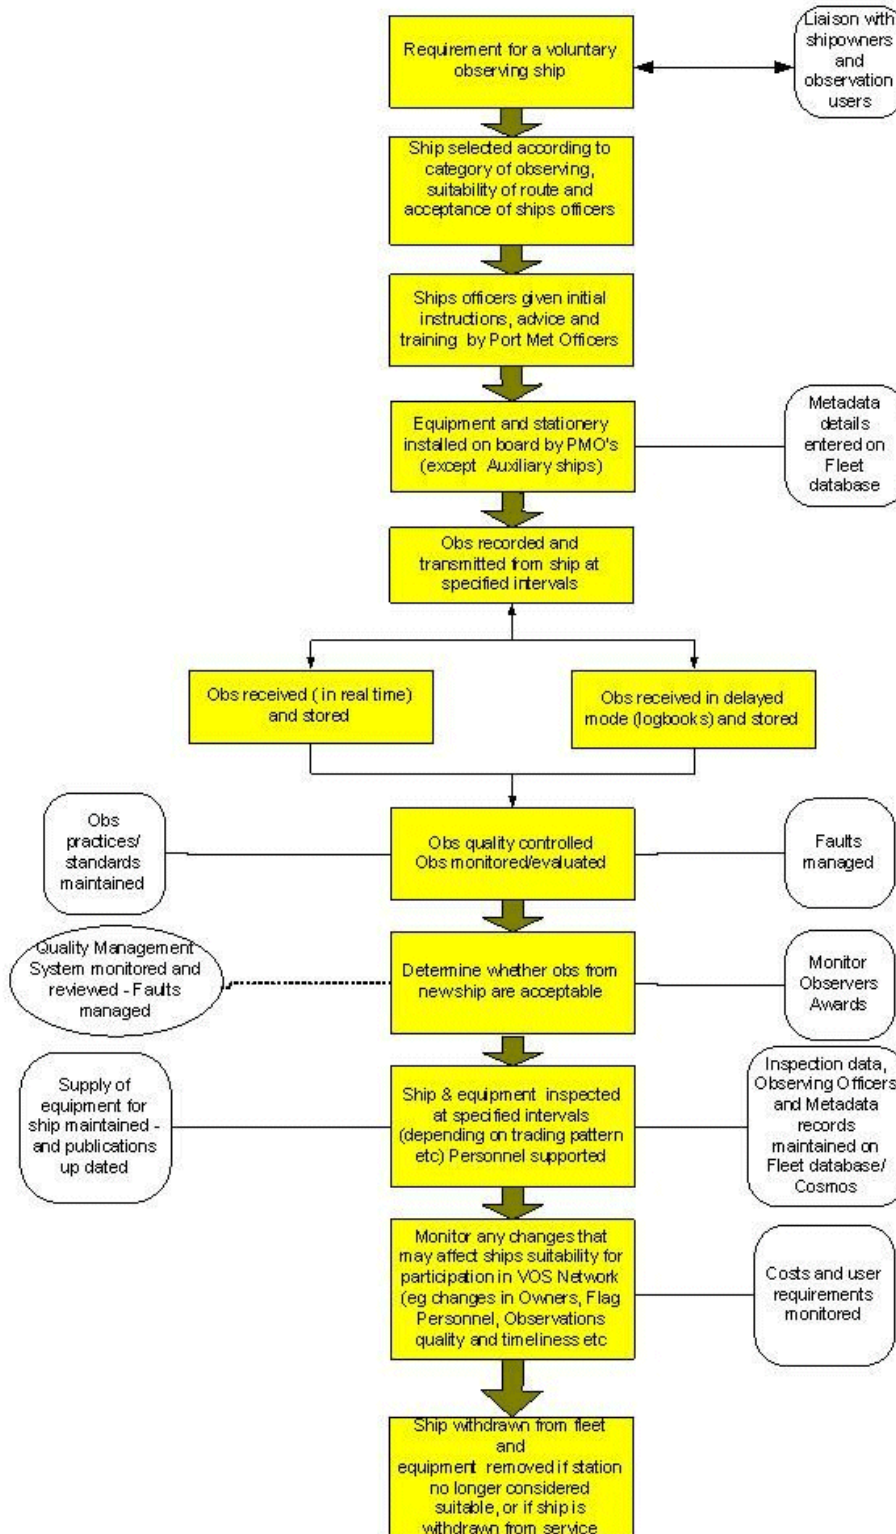 Requirement for a voluntary
observing ship
Liaison with
shipowners
and
observation
users
Ship selected according to
category of observing,
suitability of route and
acceptance of ships officers
Ships officers given initial
instructions, advice and
training by Port Met Officers
Equipment and stationery
installed on board by PMO's
(except Auxiliary ships)
Metadata
details
entered on
Fleet
database
Obs recorded and
transmitted from ship at
specified intervals
Obs received ( in real time)
and stored
Obs received in delayed
mode (logbooks) and stored
Obs
practices/
standards
maintained
Obs quality controlled
Obs monitored/evaluated
Faults
managed
Quality Management
System monitored and
reviewed - Faults
managed
Determine whether obs from
new ship are acceptable
Monitor
Observers
Awards
Supply of
equipment for
ship maintained -
and publications
up dated
Ship & equipment inspected
at specified intervals
(depending on trading pattern
etc) Personnel supported
Inspection data,
Observing Officers
and Metadata
records
maintained on
Fleet database/
Cosmos
Monitor any changes that
may affect ships suitability for
participation in VOS Network
(eg changes in Owners, Flag
Personnel, Observations
quality and timeliness etc
Costs and user
requirements
monitored
Ship withdrawn from fleet
and
equipment removed if station
no longer considered
suitable, or if ship is
withdrawn from service